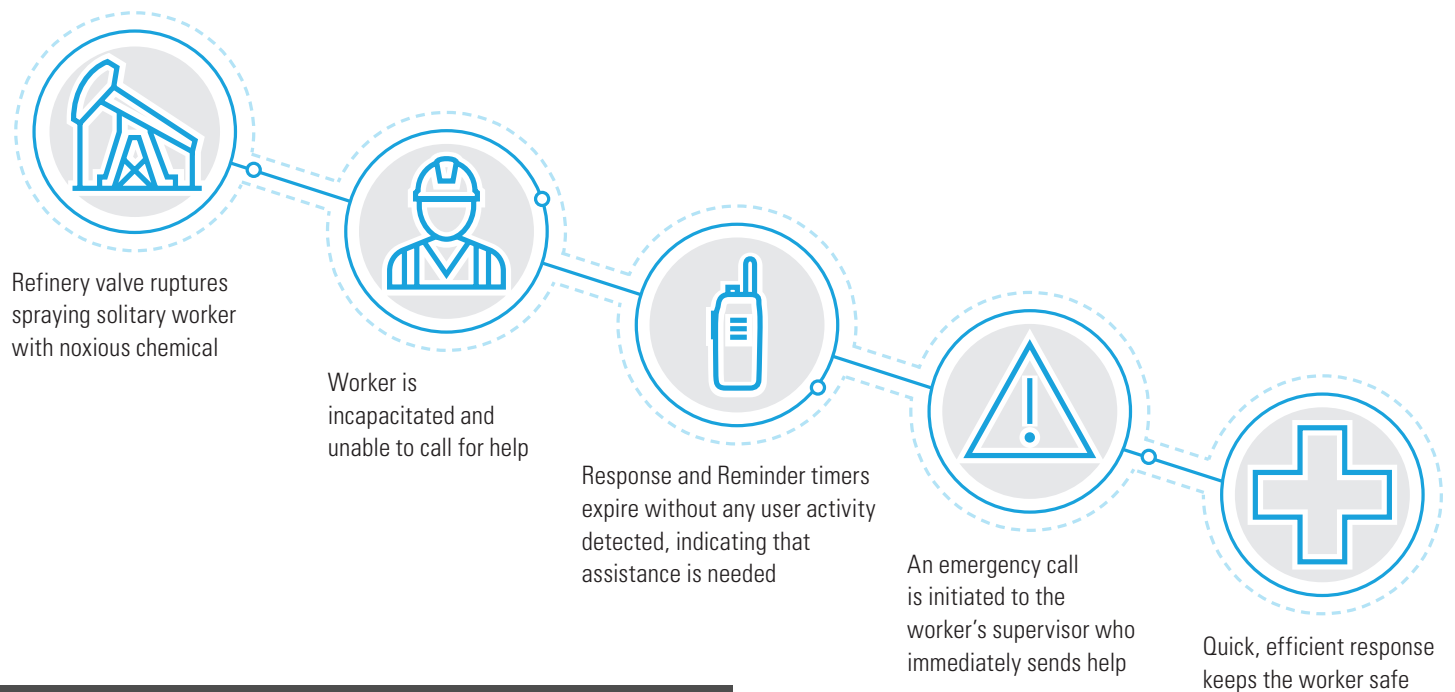 Refinery valve ruptures
spraying solitary worker
with noxious chemical
Worker is
incapacitated and
unable to call for help
Response and Reminder timers
expire without any user activity
detected, indicating that
assistance is needed
An emergency call
is initiated to the
worker’s supervisor who
immediately sends help
Quick, efficient response
keeps the worker safe